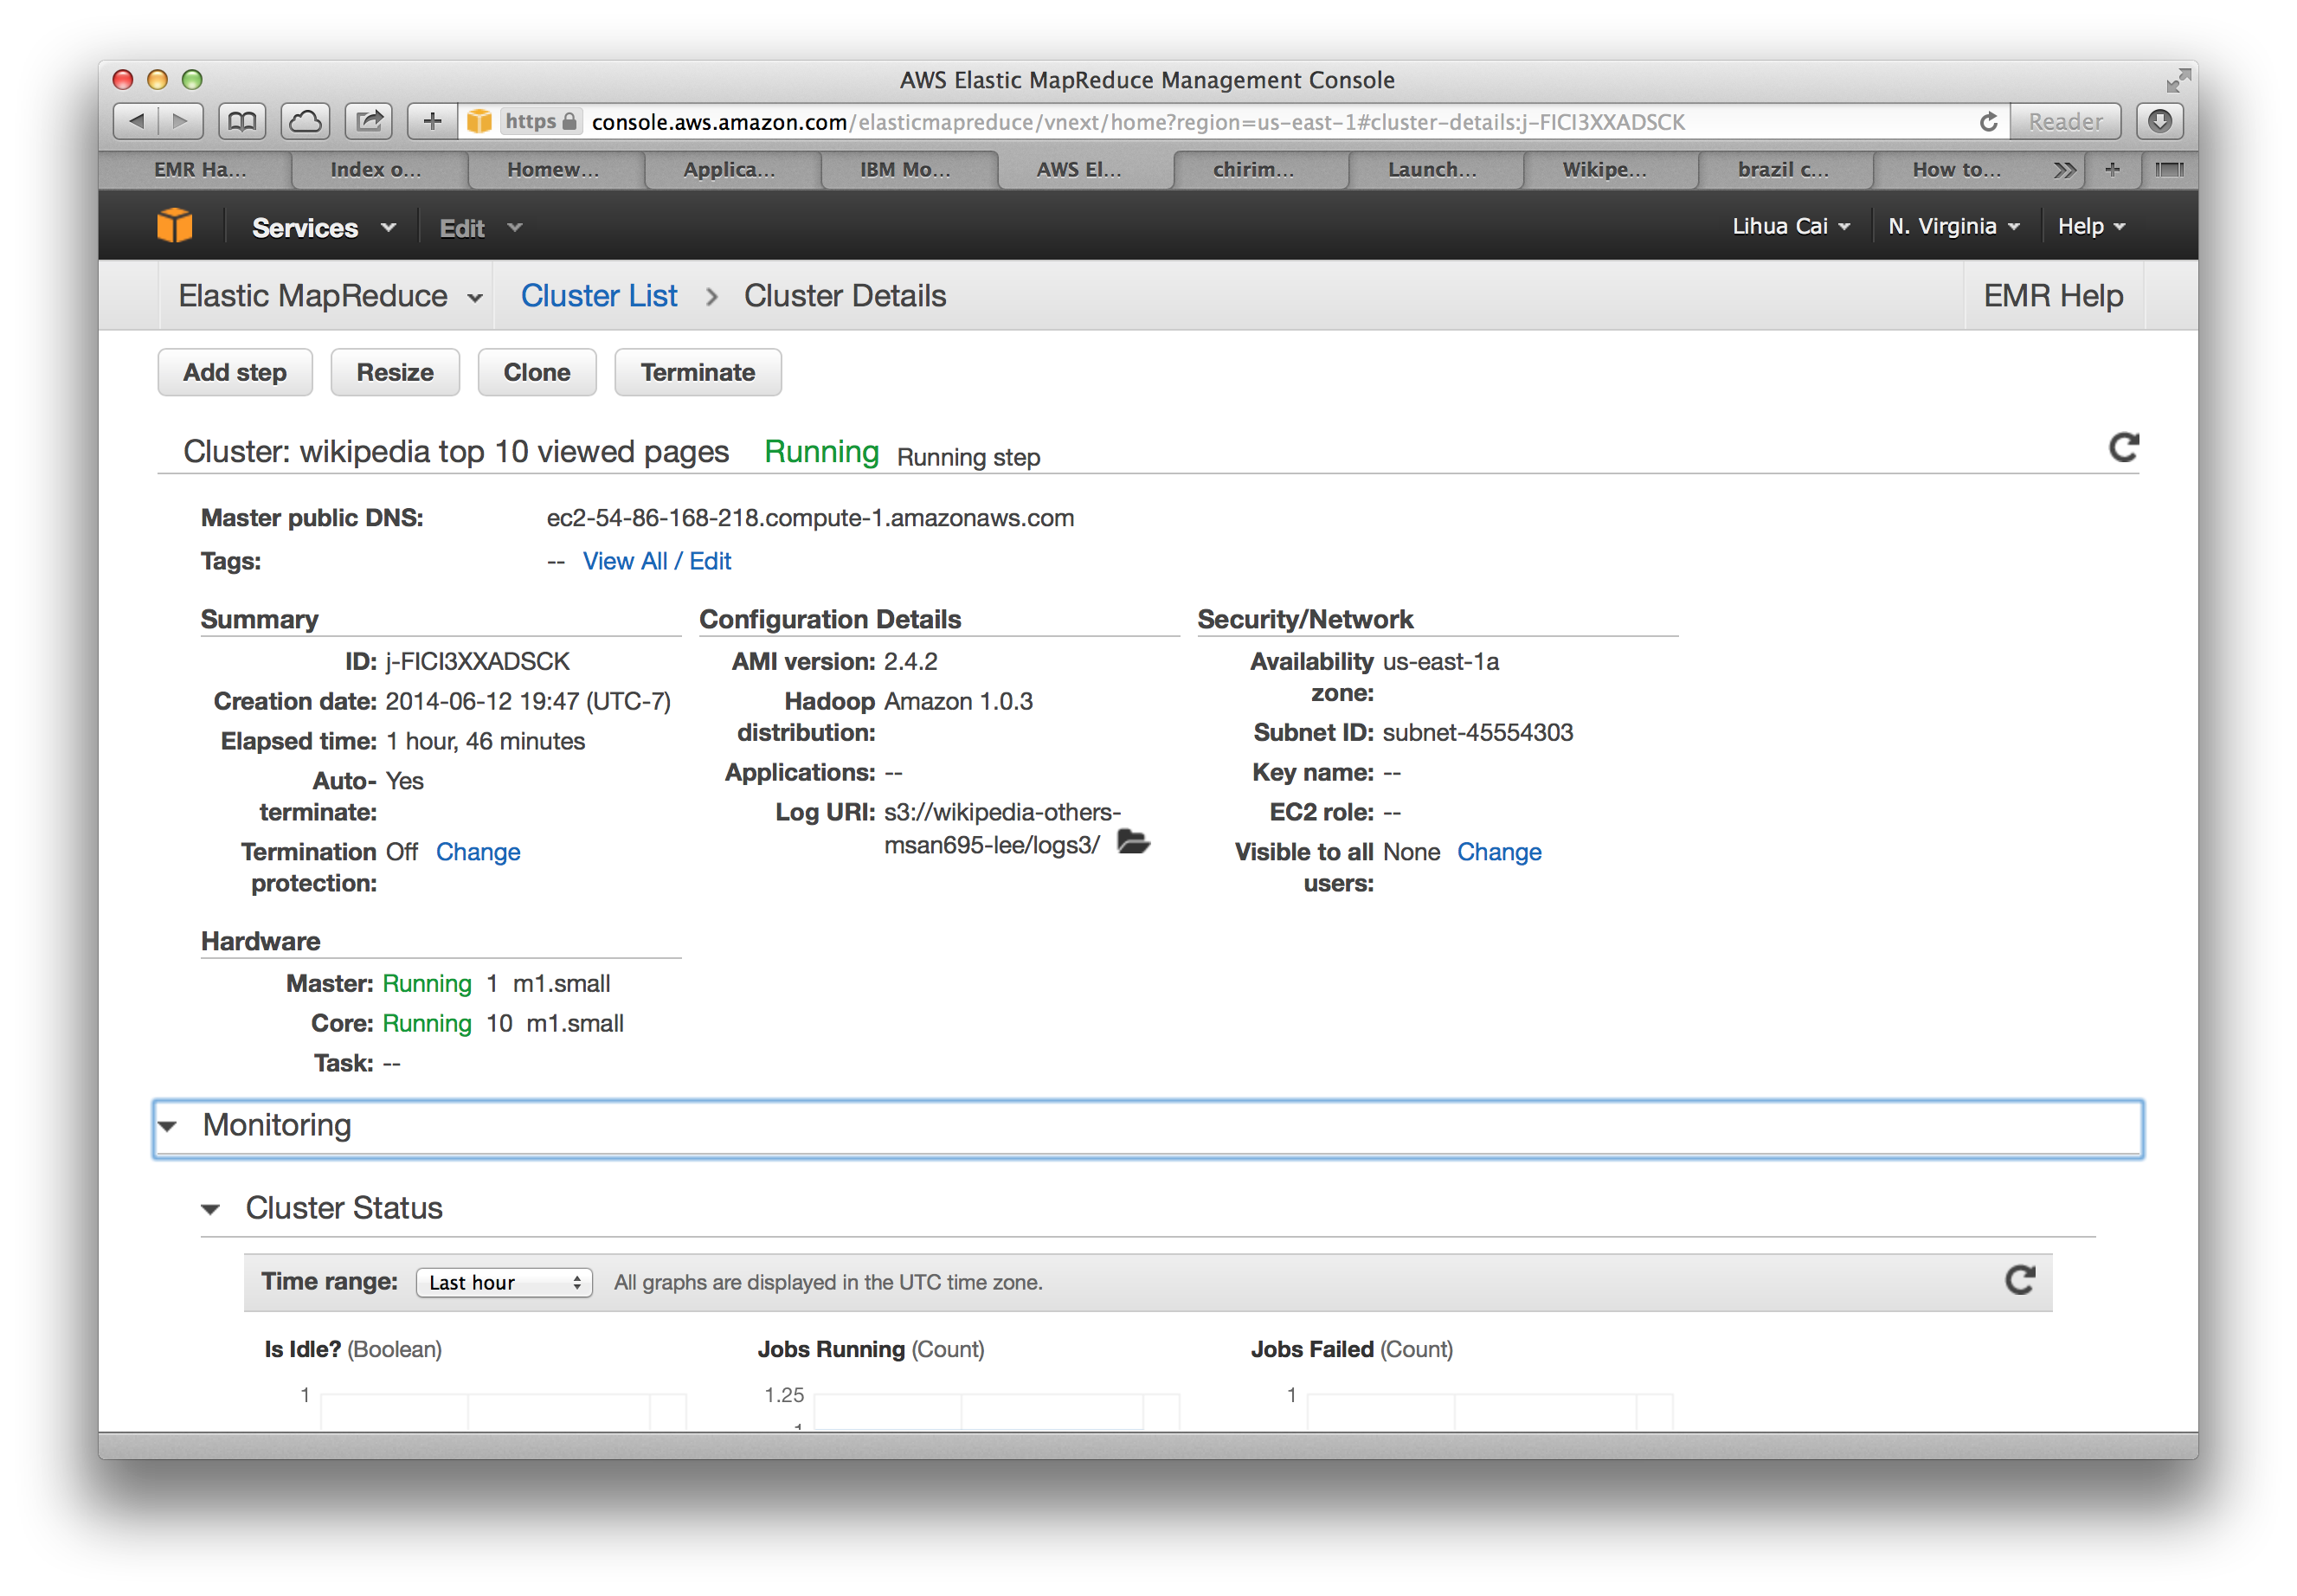 AWS Elastic MapReduce Management Console
https console.aws.amazon.com/elasticmapreduce/vnext/home?region=us-east-1#cluster-details:j-FICI3XXADSCK Reader
EMR Ha... Index o... Homew... Applica... IBM Mo... AWS El... chirim... Launch... Wikipe... brazil c... How to...
Services Edit Lihua Cai N. Virginia Help
Elastic MapReduce Cluster List > Cluster Details EMR Help
Add step Resize Clone Terminate
Cluster: wikipedia top 10 viewed pages Running Running step
Master public DNS: ec2-54-86-168-218.compute-1.amazonaws.com
Tags: -- View All / Edit
Summary
ID: j-FICI3XXADSCK
Creation date: 2014-06-12 19:47 (UTC-7)
Elapsed time: 1 hour, 46 minutes
Auto- Yes
terminate:
Termination Off Change
protection:
Configuration Details
AMI version: 2.4.2
Hadoop Amazon 1.0.3
distribution:
Applications: --
Log URI: s3://wikipedia-others-
msan695-lee/logs3/
Security/Network
Availability us-east-1a
zone:
Subnet ID: subnet-45554303
Key name: --
EC2 role: --
Visible to all None Change
users:
Hardware
Master: Running 1 m1.small
Core: Running 10 m1.small
Task: --
Monitoring
Cluster Status
Time range: Last hour All graphs are displayed in the UTC time zone.
Is Idle? (Boolean) Jobs Running (Count) Jobs Failed (Count)
1 1.25 1
1